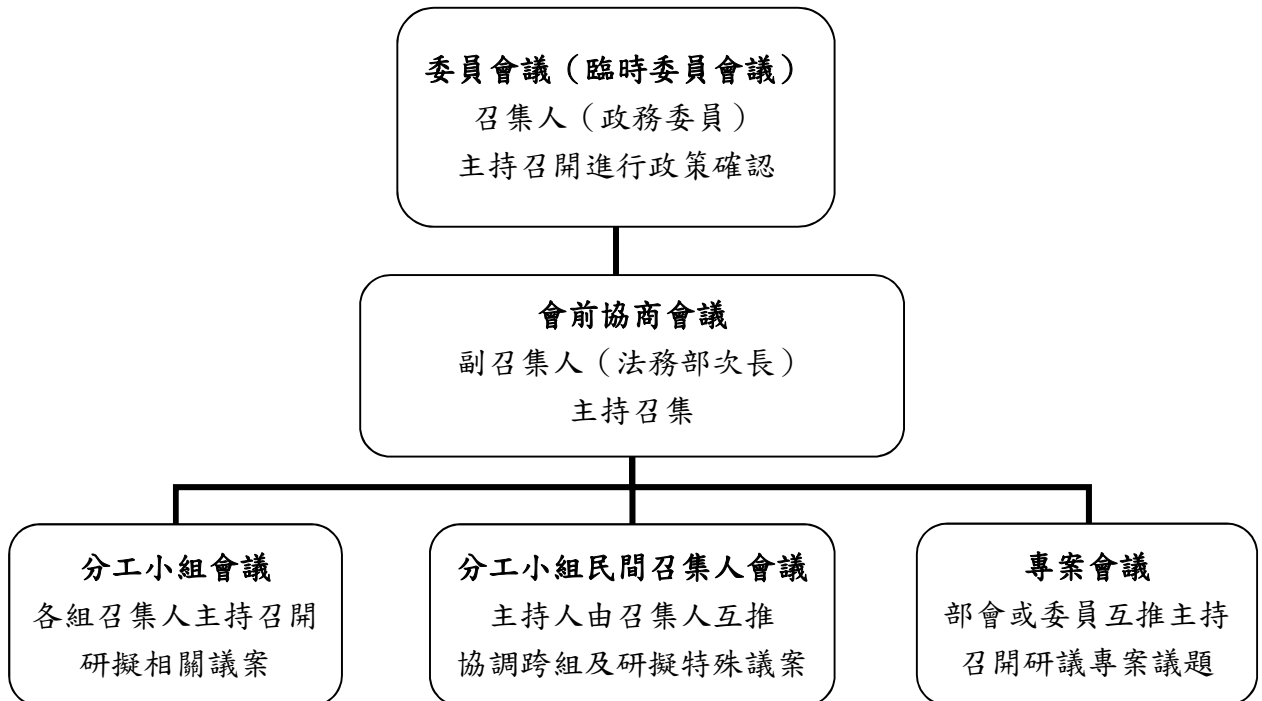 委員會議（臨時委員會議）
召集人（政務委員）
主持召開進行政策確認
會前協商會議
副召集人（法務部次長）
主持召集
分工小組會議
各組召集人主持召開
研擬相關議案
分工小組民間召集人會議
主持人由召集人互推
協調跨組及研擬特殊議案
專案會議
部會或委員互推主持
召開研議專案議題